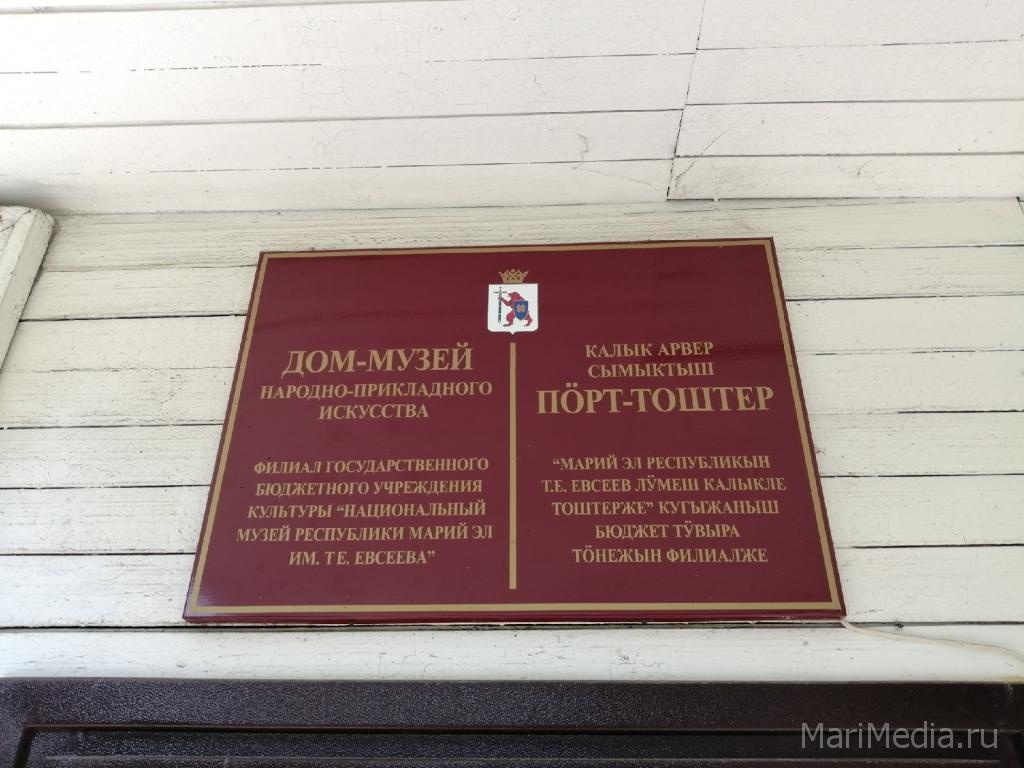 ДОМ-МУЗЕЙ
НАРОДНО-ПРИКЛАДНОГО
ИСКУССТВА
ФИЛИАЛ ГОСУДАРСТВЕННОГО
БЮДЖЕТНОГО УЧРЕЖДЕНИЯ
КУЛЬТУРЫ “НАЦИОНАЛЬНЫЙ
МУЗЕЙ РЕСПУБЛИКИ МАРИЙ ЭЛ
ИМ. Т.Е. ЕВСЕЕВА”
КАЛЫК АРВЕР
СЫМЫКТЫШ
ПӦРТ-ТОШТЕР
“МАРИЙ ЭЛ РЕСПУБЛИКЫН
Т.Е. ЕВСЕЕВ ЛӰМЕШ КАЛЫКЛЕ
ТОШТЕРЖЕ” КУГЫЖАНЫШ
БЮДЖЕТ ТӰВЫРА
ТӦНЕЖЫН ФИЛИАЛЖЕ
MariMedia.ru